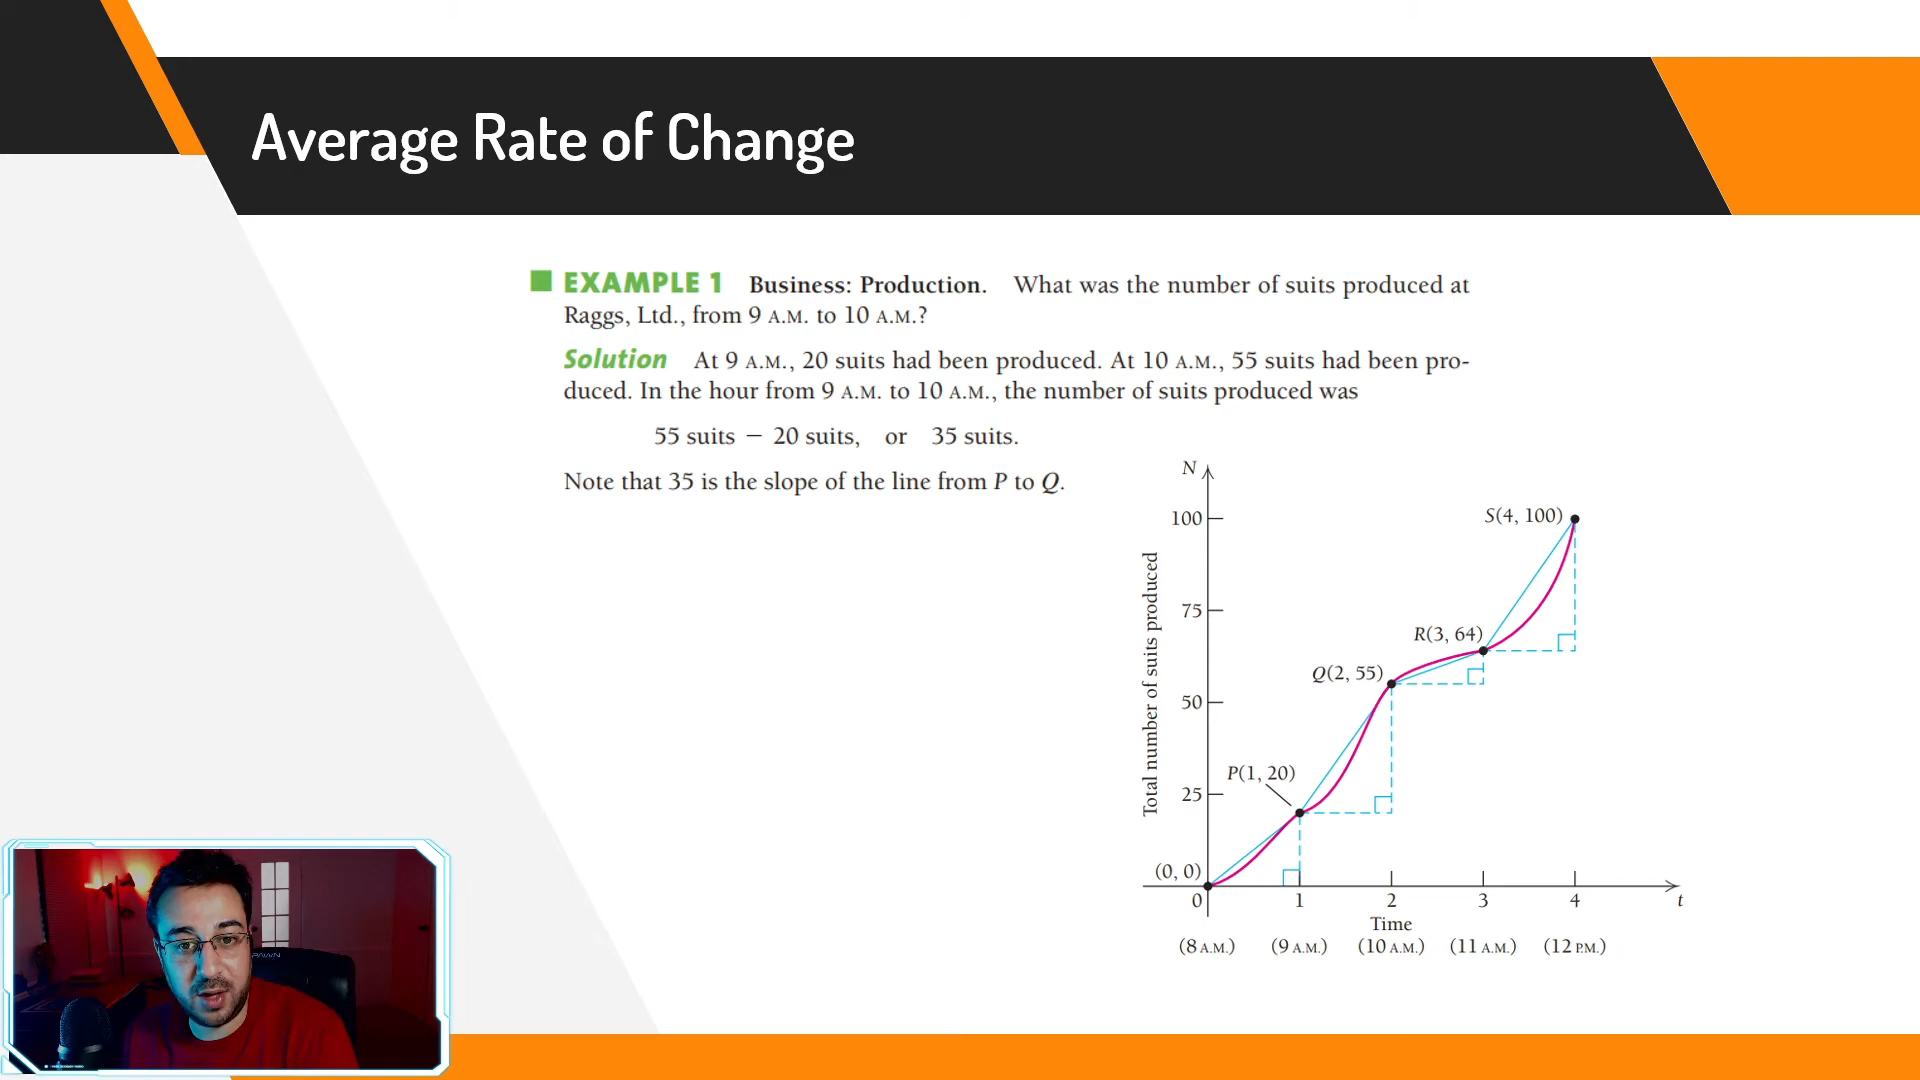 Average Rate of Change
EXAMPLE 1 Business: Production. What was the number of suits produced at
Raggs, Ltd., from 9 A.M. to 10 A.M.?
Solution At 9 A.M., 20 suits had been produced. At 10 A.M., 55 suits had been pro-
duced. In the hour from 9 A.M. to 10 A.M., the number of suits produced was
55 suits − 20 suits, or 35 suits.
Note that 35 is the slope of the line from P to Q.
N
100
75
50
25
Total number of suits produced
S(4, 100)
R(3, 64)
Q(2, 55)
P(1, 20)
(0, 0)
0 1 2 3 4 t
Time
(8 A.M.) (9 A.M.) (10 A.M.) (11 A.M.) (12 P.M.)